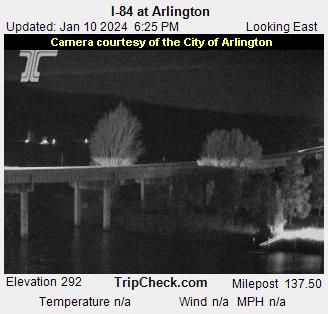 I-84 at Arlington
Updated: Jan 10 2024 6:25 PM Looking East
Camera courtesy of the City of Arlington
Elevation 292 TripCheck.com Milepost 137.50
Temperature n/a Wind n/a MPH n/a